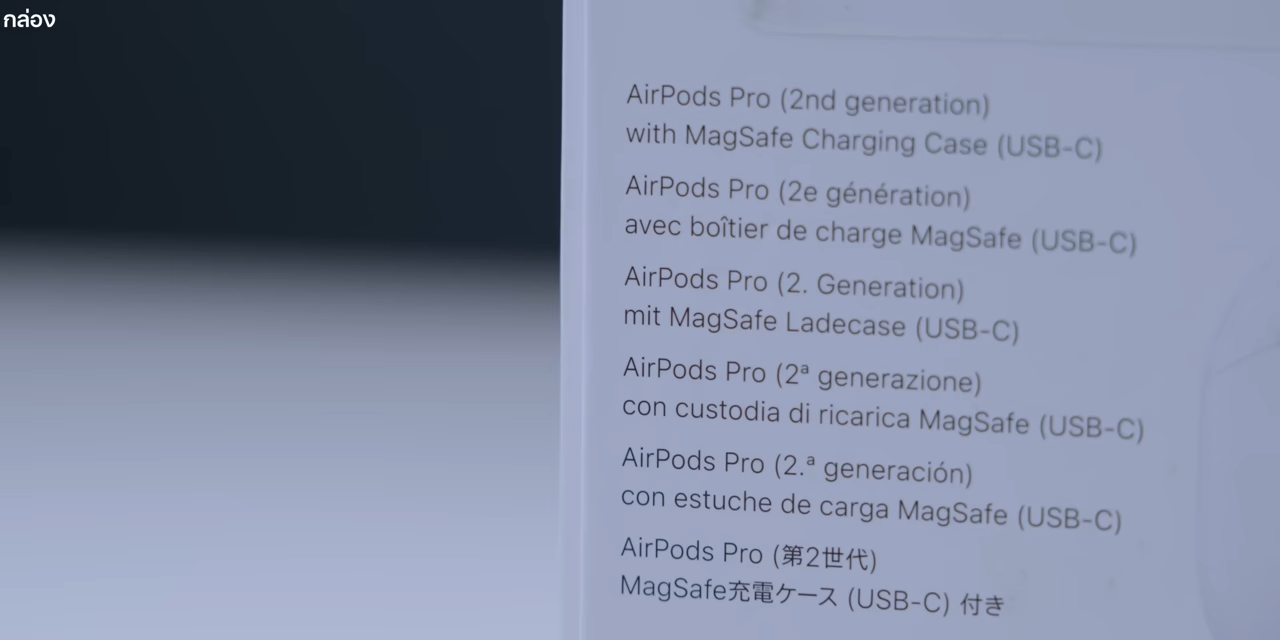 กล่อง
AirPods Pro (2nd generation)
with MagSafe Charging Case (USB-C)
AirPods Pro (2e génération)
avec boîtier de charge MagSafe (USB-C)
AirPods Pro (2. Generation)
mit MagSafe Ladecase (USB-C)
AirPods Pro (2ª generazione)
con custodia di ricarica MagSafe (USB-C)
AirPods Pro (2.ª generación)
con estuche de carga MagSafe (USB-C)
AirPods Pro (第2世代)
MagSafe充電ケース (USB-C) 付き